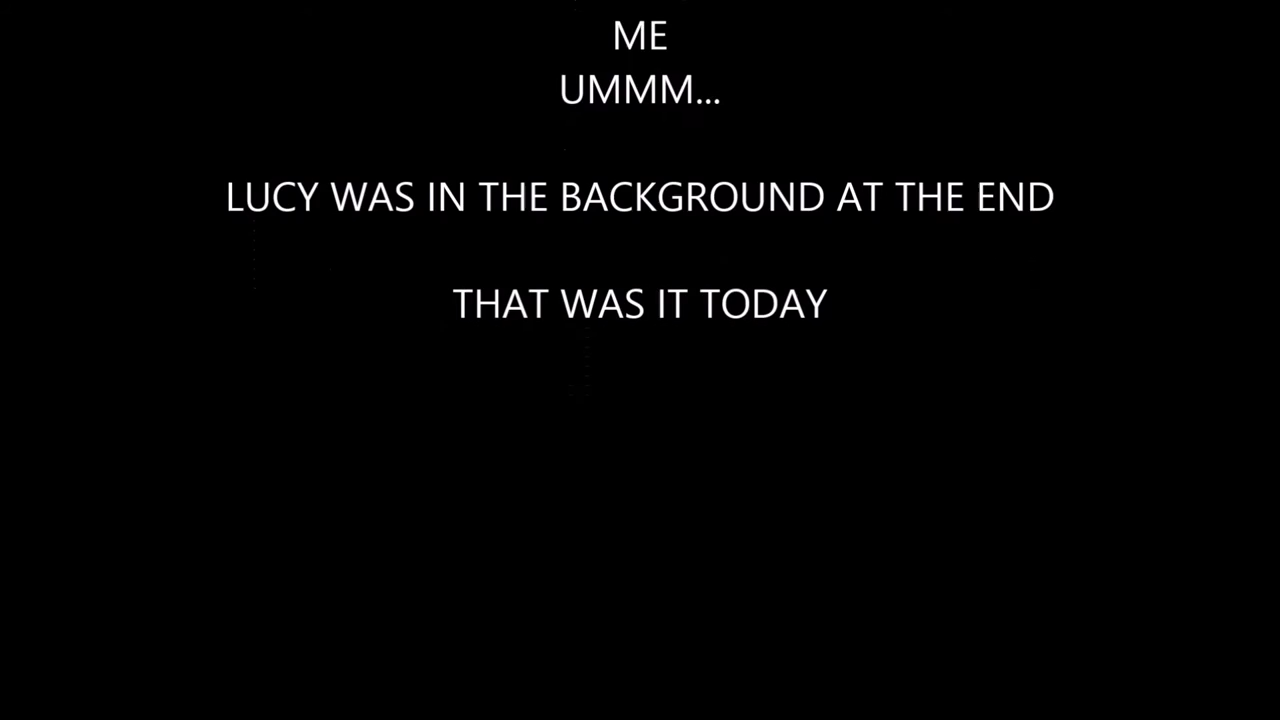 ME
UMMM...
LUCY WAS IN THE BACKGROUND AT THE END
THAT WAS IT TODAY